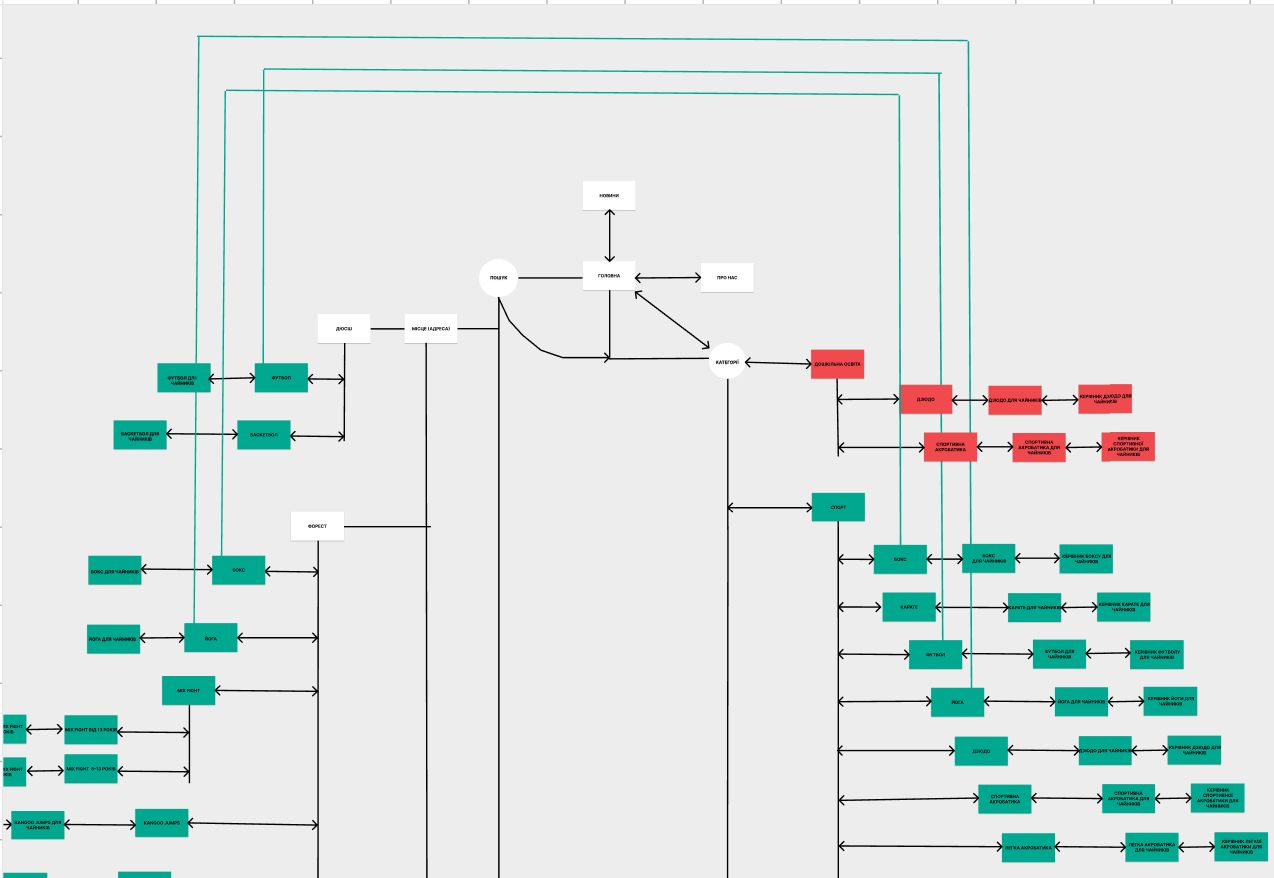 НОВИНИ
ПОШУК
ГОЛОВНА
ПРО НАС
ДЮСШ
МІСЦЕ (АДРЕСА)
КАТЕГОРІЇ
ДОШКІЛЬНА ОСВІТА
ФУТБОЛ ДЛЯ
ЧАЙНИКІВ
ФУТБОЛ
ДЗЮДО
ДЗЮДО ДЛЯ ЧАЙНИКІВ
КЕРІВНИК ДЗЮДО ДЛЯ
ЧАЙНИКІВ
БАСКЕТБОЛ ДЛЯ
ЧАЙНИКІВ
БАСКЕТБОЛ
СПОРТИВНА
АКРОБАТИКА
СПОРТИВНА
АКРОБАТИКА ДЛЯ
ЧАЙНИКІВ
КЕРІВНИК
СПОРТИВНОЇ
АКРОБАТИКИ ДЛЯ
ЧАЙНИКІВ
СПОРТ
ФОРЕСТ
БОКС ДЛЯ ЧАЙНИКІВ
БОКС
БОКС
БОКС
ДЛЯ ЧАЙНИКІВ
КЕРІВНИК БОКСУ ДЛЯ
ЧАЙНИКІВ
КАРАТЕ
КАРАТЕ ДЛЯ ЧАЙНИКІВ
КЕРІВНИК КАРАТЕ ДЛЯ
ЧАЙНИКІВ
ЙОГА ДЛЯ ЧАЙНИКІВ
ЙОГА
ФУТБОЛ
ФУТБОЛ ДЛЯ
ЧАЙНИКІВ
КЕРІВНИК ФУТБОЛУ
ДЛЯ ЧАЙНИКІВ
MIX FIGHT
ЙОГА
ЙОГА ДЛЯ ЧАЙНИКІВ
КЕРІВНИК ЙОГИ ДЛЯ
ЧАЙНИКІВ
FIGHT
MIX FIGHT ВІД 13 РОКІВ
ДЗЮДО
ДЗЮДО ДЛЯ ЧАЙНИКІВ
КЕРІВНИК ДЗЮДО ДЛЯ
ЧАЙНИКІВ
FIGHT
MIX FIGHT 9-13 РОКІВ
СПОРТИВНА
АКРОБАТИКА
СПОРТИВНА
АКРОБАТИКА ДЛЯ
ЧАЙНИКІВ
КЕРІВНИК
СПОРТИВНОЇ
АКРОБАТИКИ ДЛЯ
ЧАЙНИКІВ
KANGOO JUMPS ДЛЯ
ЧАЙНИКІВ
KANGOO JUMPS
ЛЕГКА АКРОБАТИКА
ЛЕГКА АКРОБАТИКА
ДЛЯ ЧАЙНИКІВ
КЕРІВНИК ЛЕГКОЇ
АКРОБАТИКИ ДЛЯ
ЧАЙНИКІВ